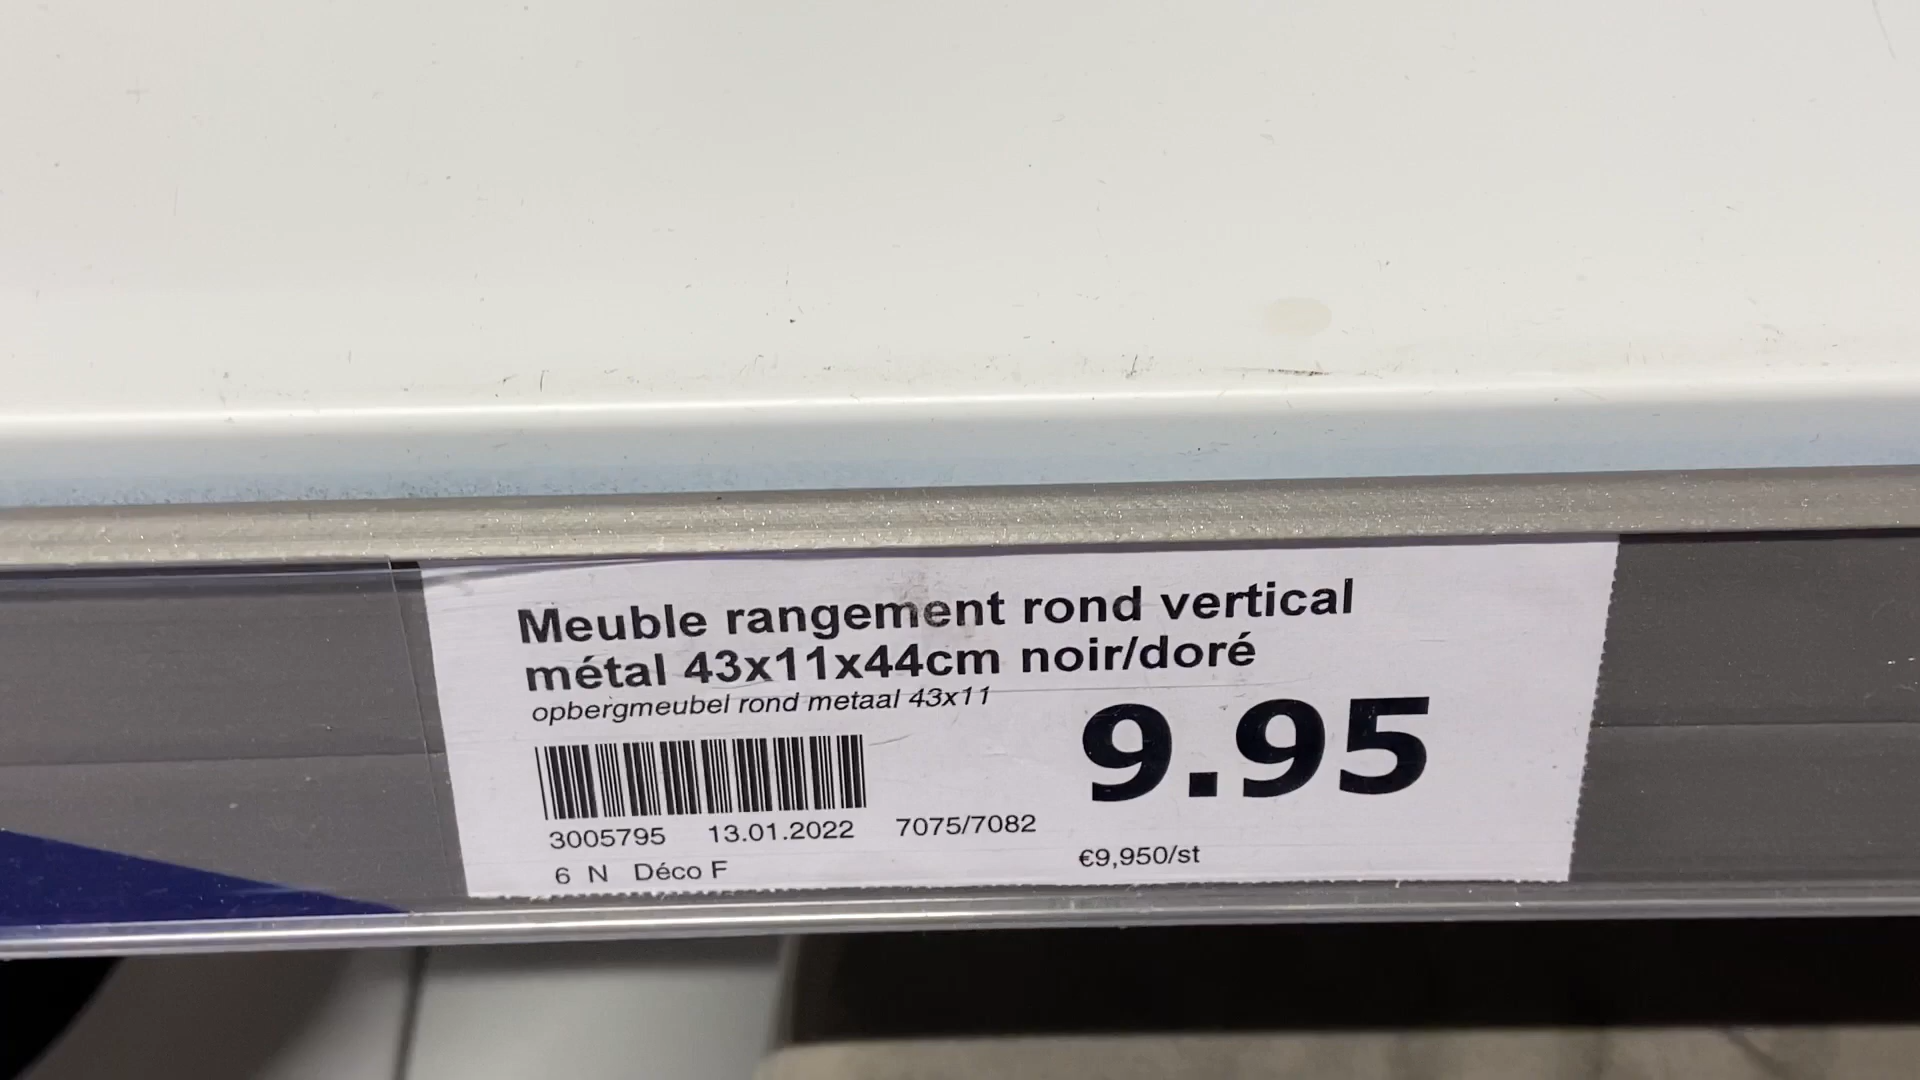 Meuble rangement rond vertical
métal 43x11x44cm noir/doré
opbergmeubel rond metaal 43x11
9.95
3005795 13.01.2022 7075/7082
6 N Déco F €9,950/st